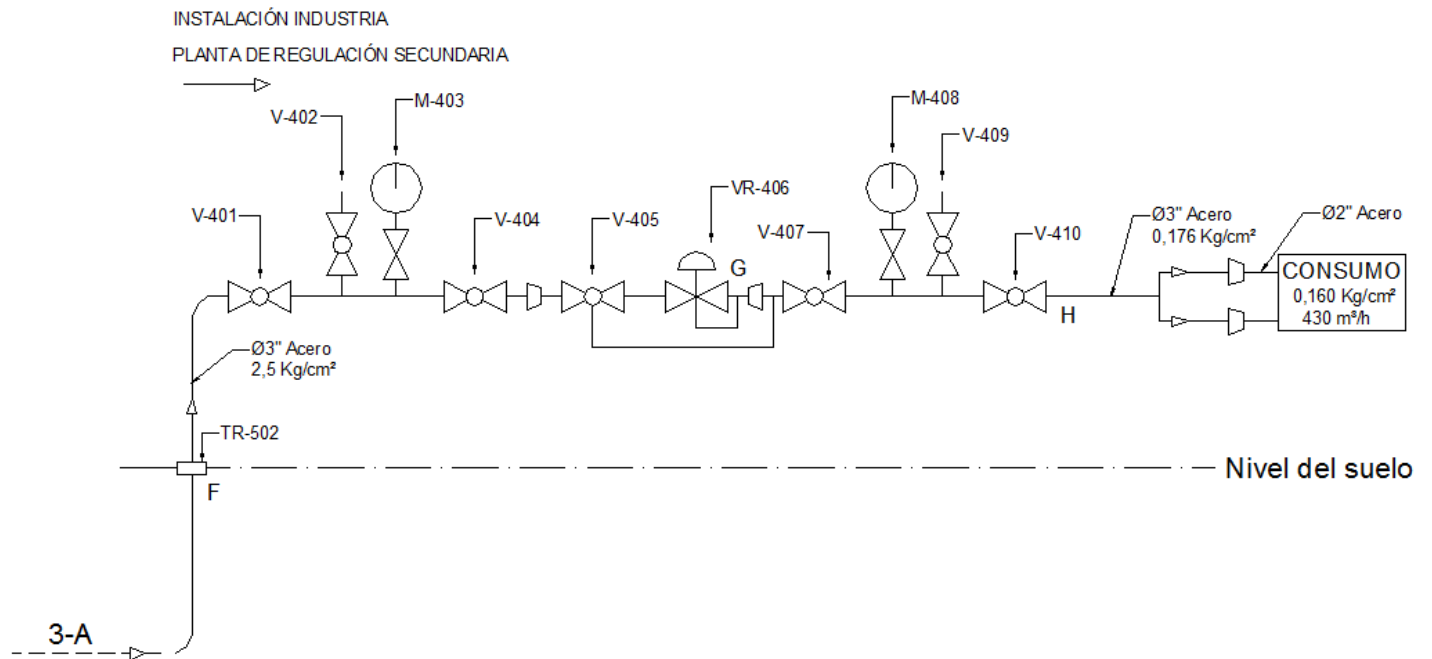 INSTALACIÓN INDUSTRIA
PLANTA DE REGULACIÓN SECUNDARIA
M-403
M-408
V-402
V-409
VR-406
V-401
V-404
V-405
V-407
V-410
Ø3" Acero
0,176 Kg/cm²
Ø2" Acero
G
CONSUMO
0,160 Kg/cm²
430 m³/h
H
Ø3" Acero
2,5 Kg/cm²
TR-502
F
Nivel del suelo
3-A